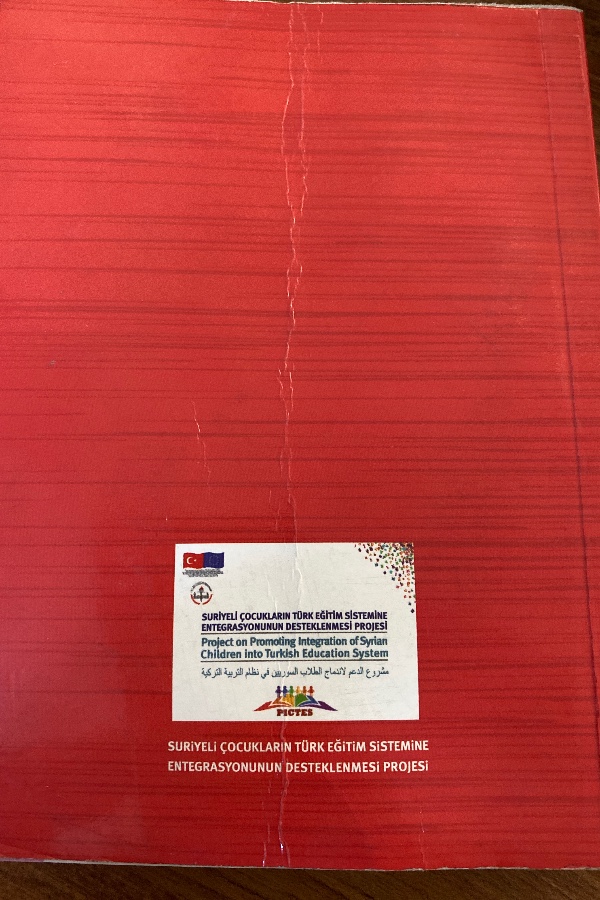 SURİYELİ ÇOCUKLARIN TÜRK EĞİTİM SİSTEMİNE
ENTEGRASYONUNUN DESTEKLENMESİ PROJESİ
Project on Promoting Integration of Syrian
Children into Turkish Education System
مشروع الدعم لاندماج الطلاب السوريين في نظام التربية التركية
PICTES
SURİYELİ ÇOCUKLARIN TÜRK EĞİTİM SİSTEMİNE
ENTEGRASYONUNUN DESTEKLENMESİ PROJESİ